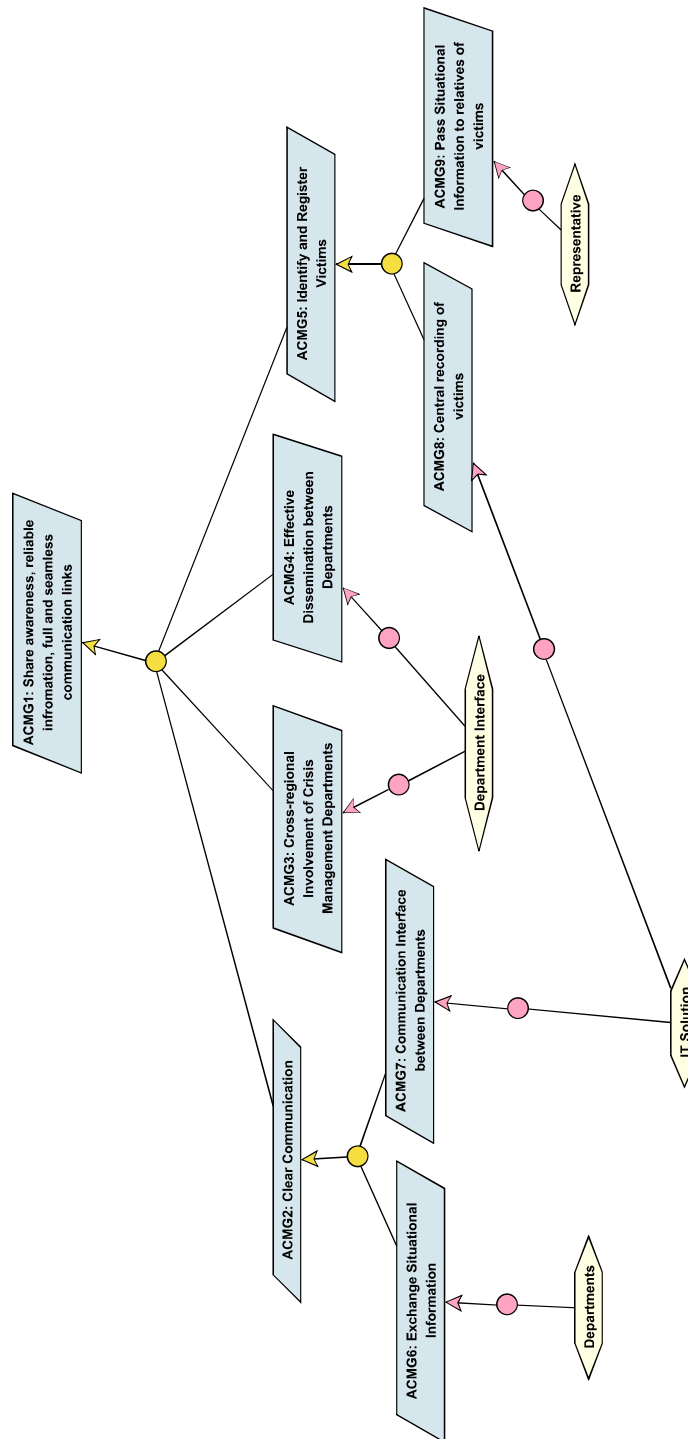 ACMG1: Share awareness, reliable
infromation, full and seamless
communication links
ACMG2: Clear Communication
ACMG3: Cross-regional
Involvement of Crisis
Management Departments
ACMG4: Effective
Dissemination between
Departments
ACMG5: Identify and Register
Victims
ACMG6: Exchange Situational
Information
ACMG7: Communication Interface
between Departments
ACMG8: Central recording of
victims
ACMG9: Pass Situational
Information to relatives of
victims
Departments
IT Solution
Department Interface
Representative